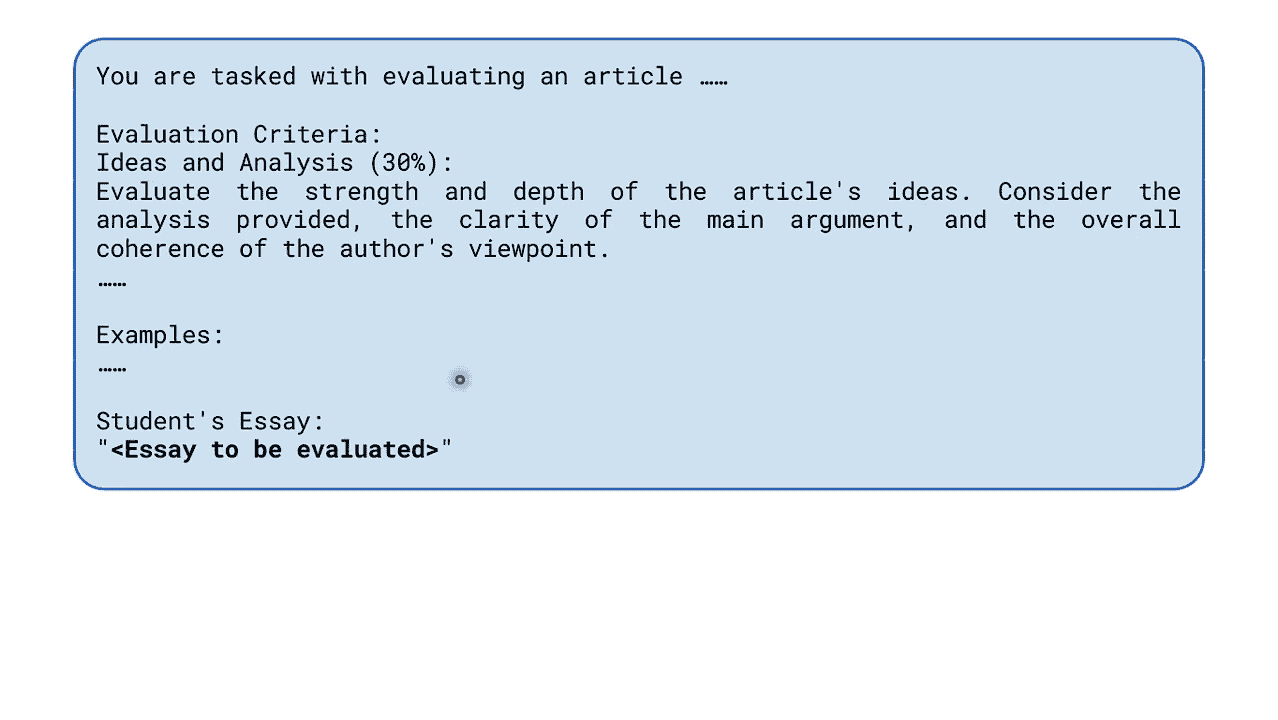 You are tasked with evaluating an article ……
Evaluation Criteria:
Ideas and Analysis (30%):
Evaluate the strength and depth of the article's ideas. Consider the
analysis provided, the clarity of the main argument, and the overall
coherence of the author's viewpoint.
……
Examples:
……
Student's Essay:
"<Essay to be evaluated>"